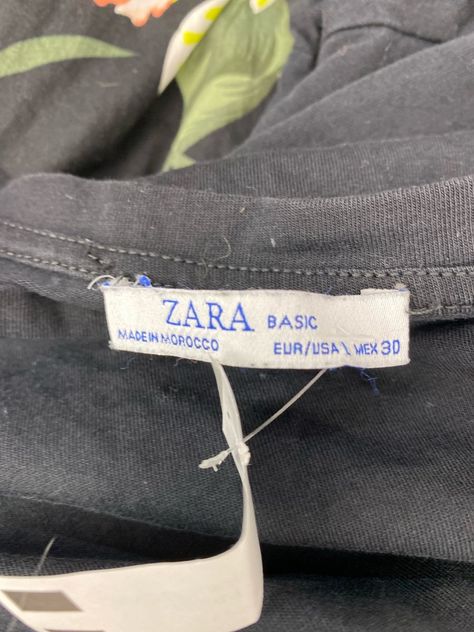 ZARA BASIC
MADE IN MOROCCO EUR/USA \ MEX 30